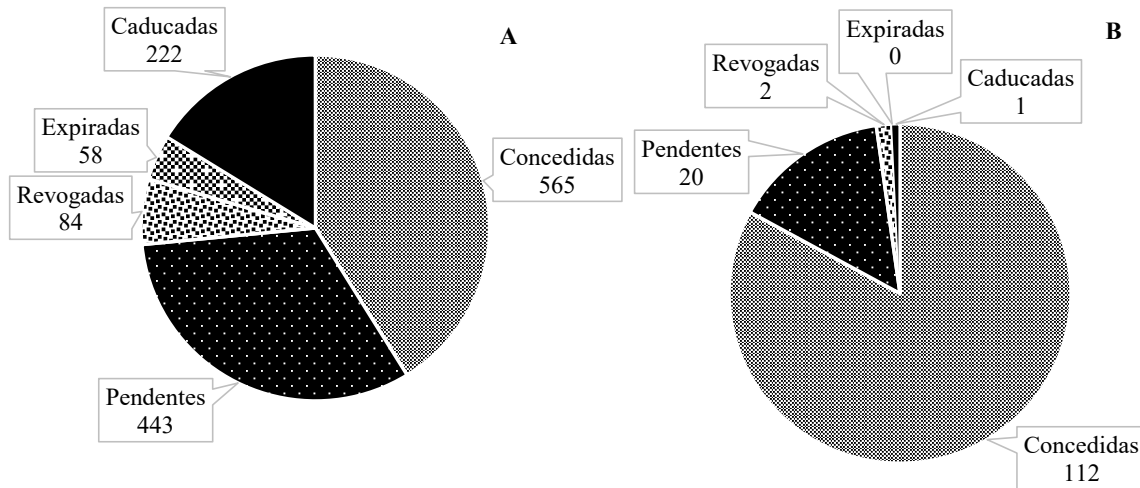 A
Caducadas
222
Expiradas
58
Revogadas
84
Pendentes
443
Concedidas
565
B
Expiradas
0
Revogadas
2
Caducadas
1
Pendentes
20
Concedidas
112